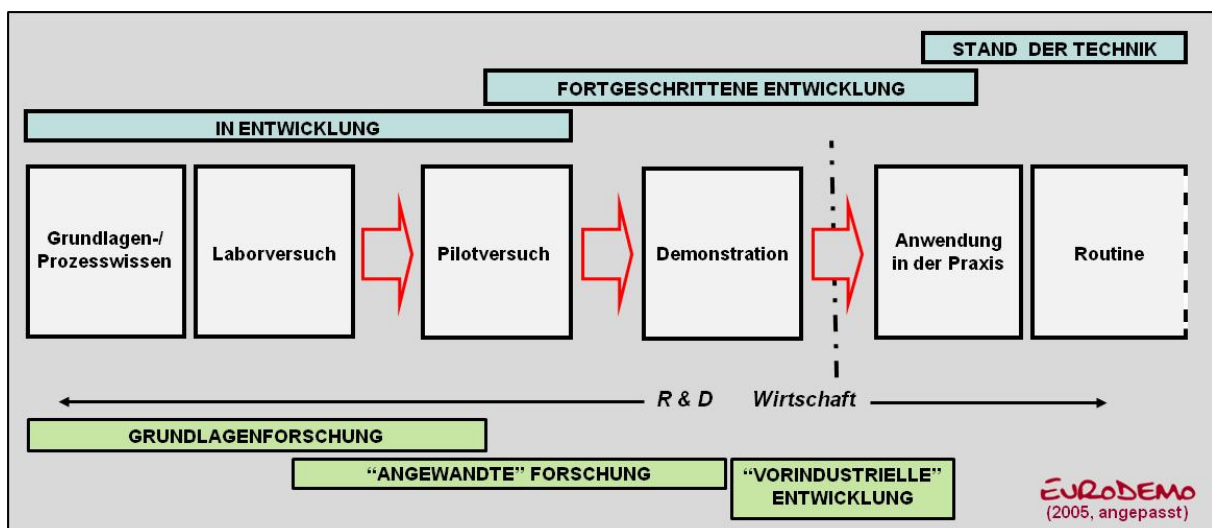 STAND DER TECHNIK
FORTGESCHRITTENE ENTWICKLUNG
IN ENTWICKLUNG
Grundlagen-/
Prozesswissen
Laborversuch
Pilotversuch
Demonstration
Anwendung
in der Praxis
Routine
R & D
Wirtschaft
GRUNDLAGENFORSCHUNG
“ANGEWANDTE” FORSCHUNG
“VORINDUSTRIELLE”
ENTWICKLUNG
EURODEMO
(2005, angepasst)